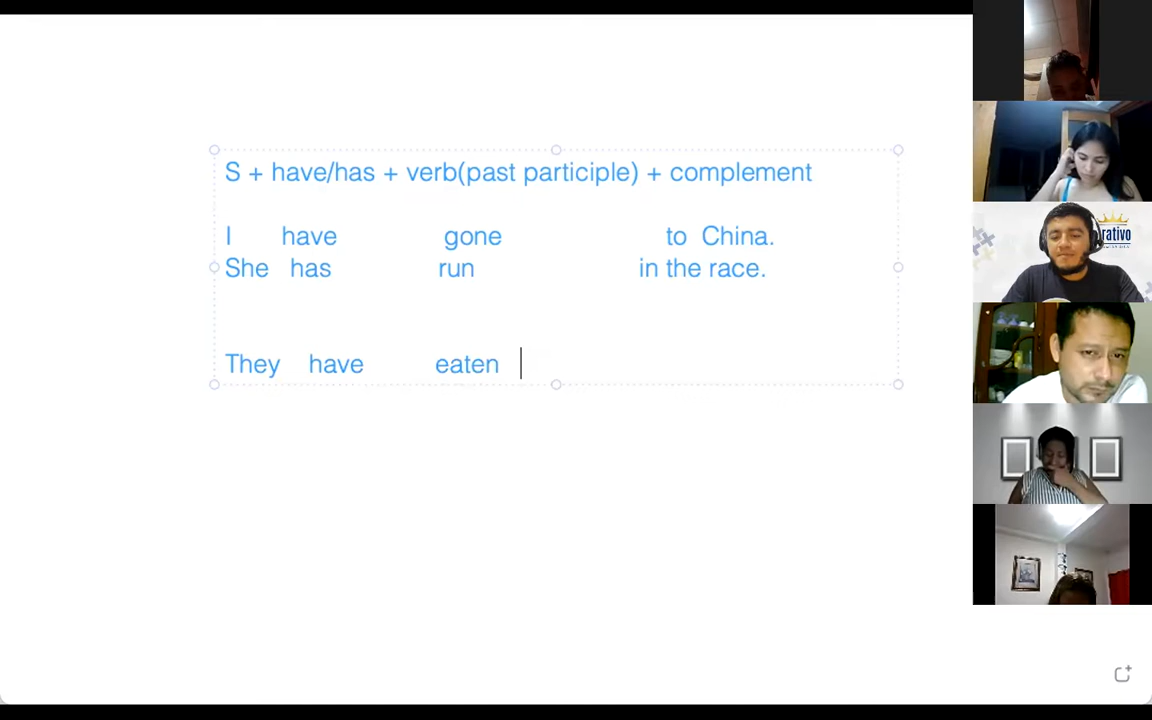 S + have/has + verb(past participle) + complement
I have gone to China.
She has run in the race.
They have eaten
rativo